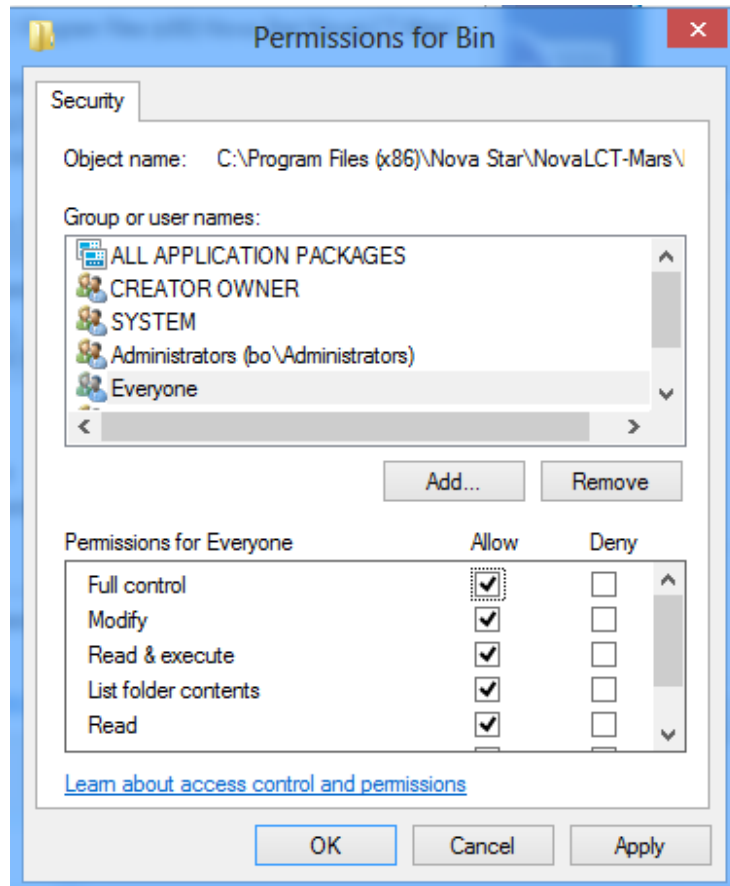 Permissions for Bin
Security
Object name: C:\Program Files (x86)\Nova Star\NovaLCT-Mars\
Group or user names:
ALL APPLICATION PACKAGES
CREATOR OWNER
SYSTEM
Administrators (bo\Administrators)
Everyone
Add... Remove
Permissions for Everyone Allow Deny
Full control
Modify
Read & execute
List folder contents
Read
Learn about access control and permissions
OK Cancel Apply